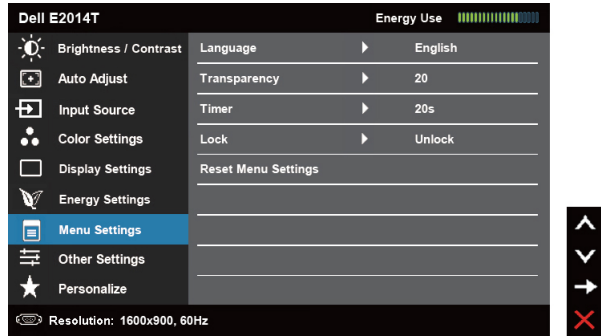 Dell E2014T Energy Use
Brightness / Contrast Language English
Auto Adjust Transparency 20
Input Source Timer 20s
Color Settings Lock Unlock
Display Settings Reset Menu Settings
Energy Settings
Menu Settings
Other Settings
Personalize
Resolution: 1600x900, 60Hz